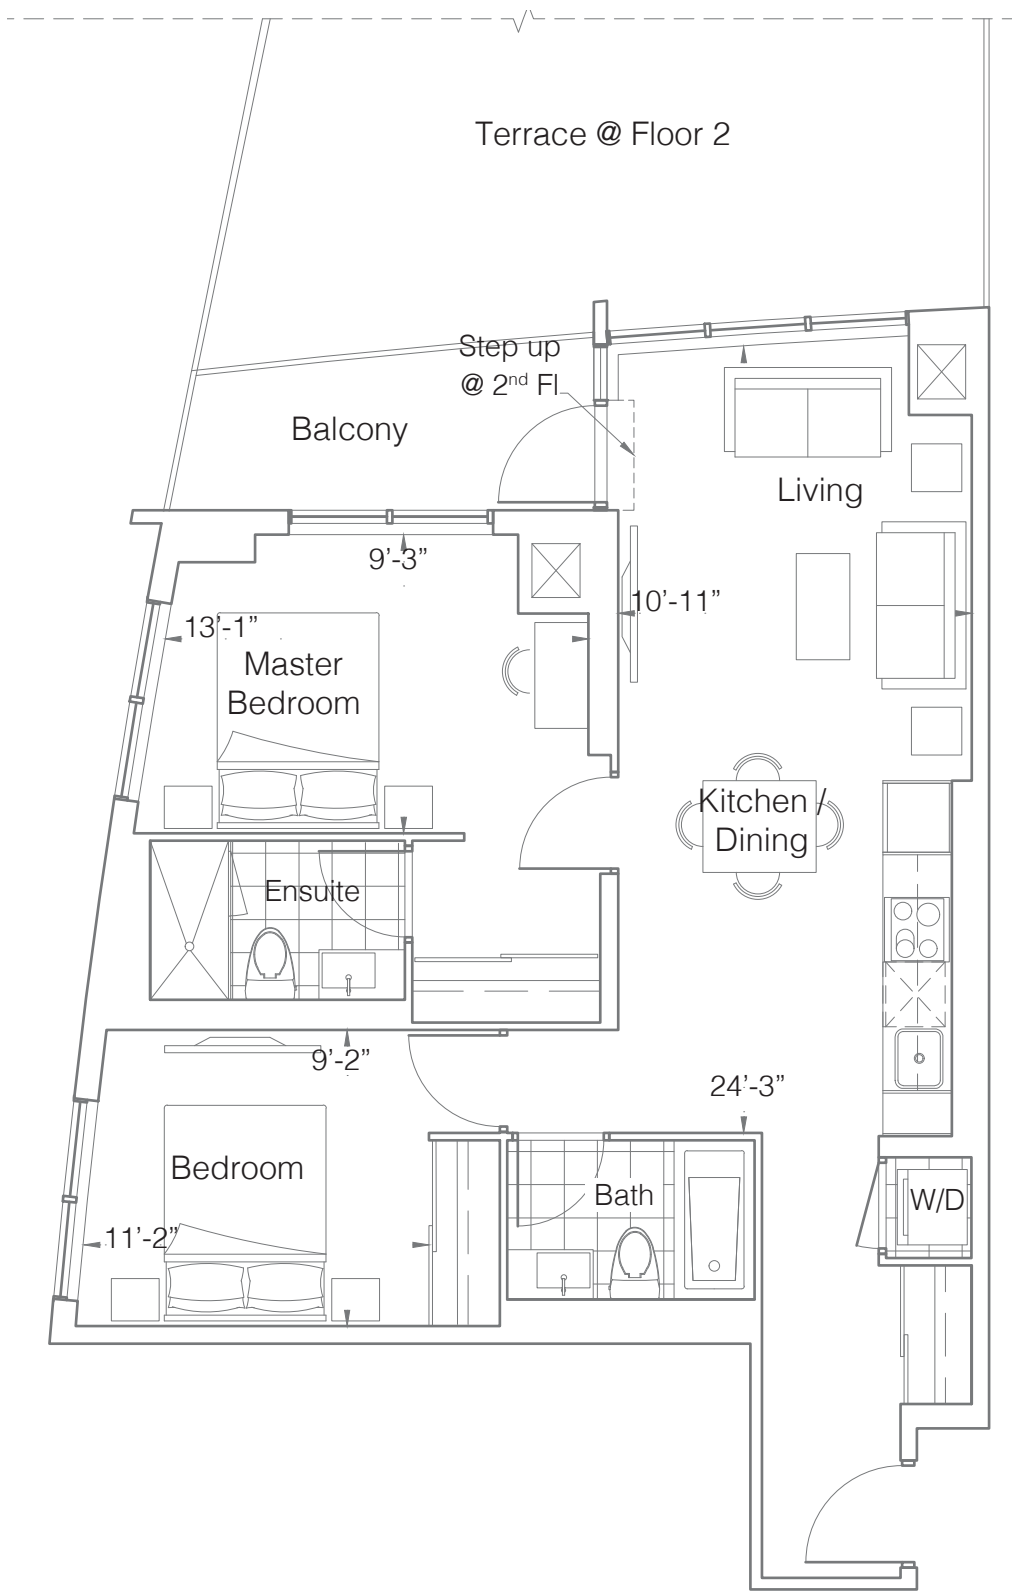 Terrace @ Floor 2
Step up
@ 2nd Fl
Balcony
Living
9’-3”
10’-11”
13’-1”
Master
Bedroom
Kitchen /
Dining
Ensuite
9’-2”
24’-3”
Bedroom
Bath
W/D
11’-2”